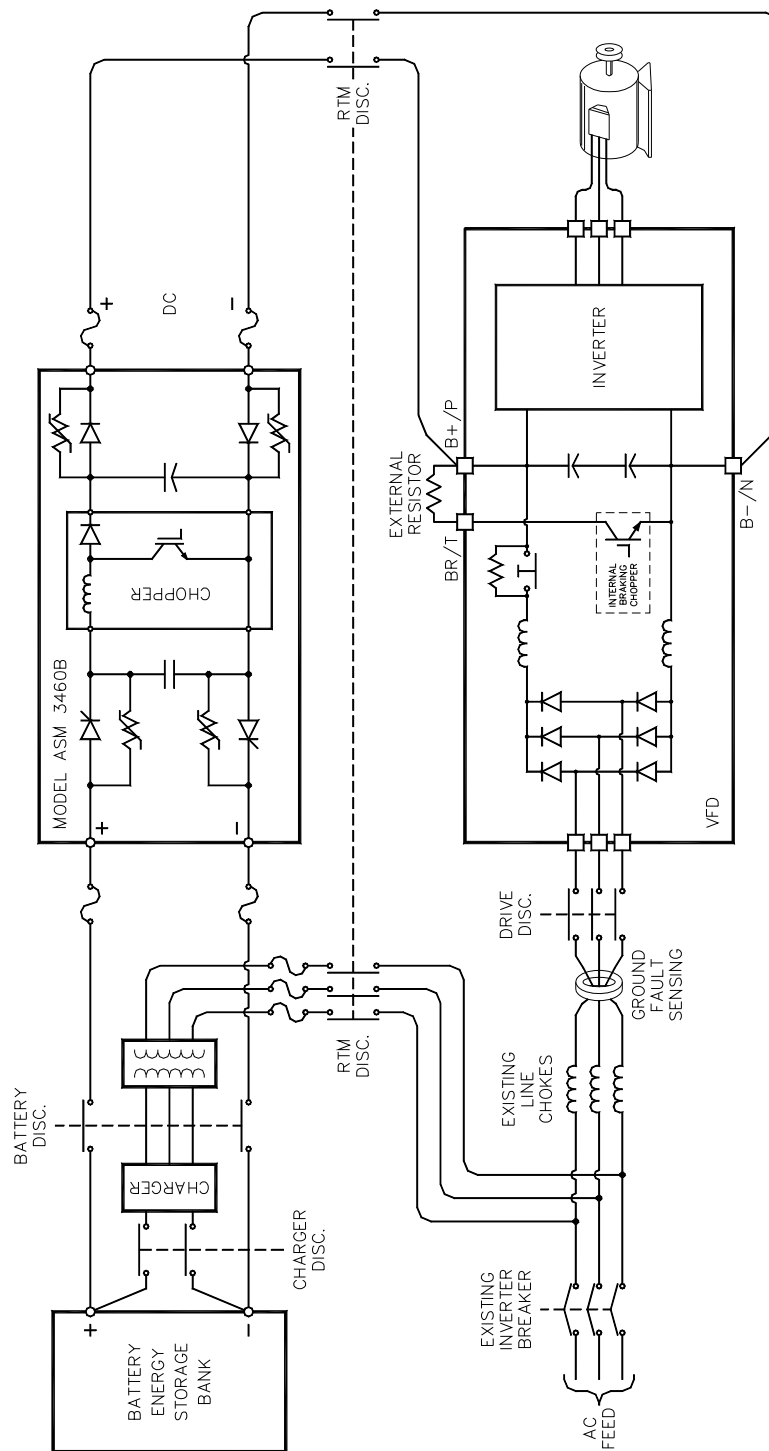 RTM
DISC.
+
DC
−
MODEL ASM 3460B
CHOPPER
+
−
BATTERY
DISC.
CHARGER
CHARGER
DISC.
RTM
DISC.
+
−
BATTERY
ENERGY
STORAGE
BANK
INVERTER
EXTERNAL
RESISTOR
B+/P
BR/T
B−/N
INTERNAL
BRAKING
CHOPPER
VFD
DRIVE
DISC.
GROUND
FAULT
SENSING
EXISTING
LINE
CHOKES
EXISTING
INVERTER
BREAKER
AC
FEED